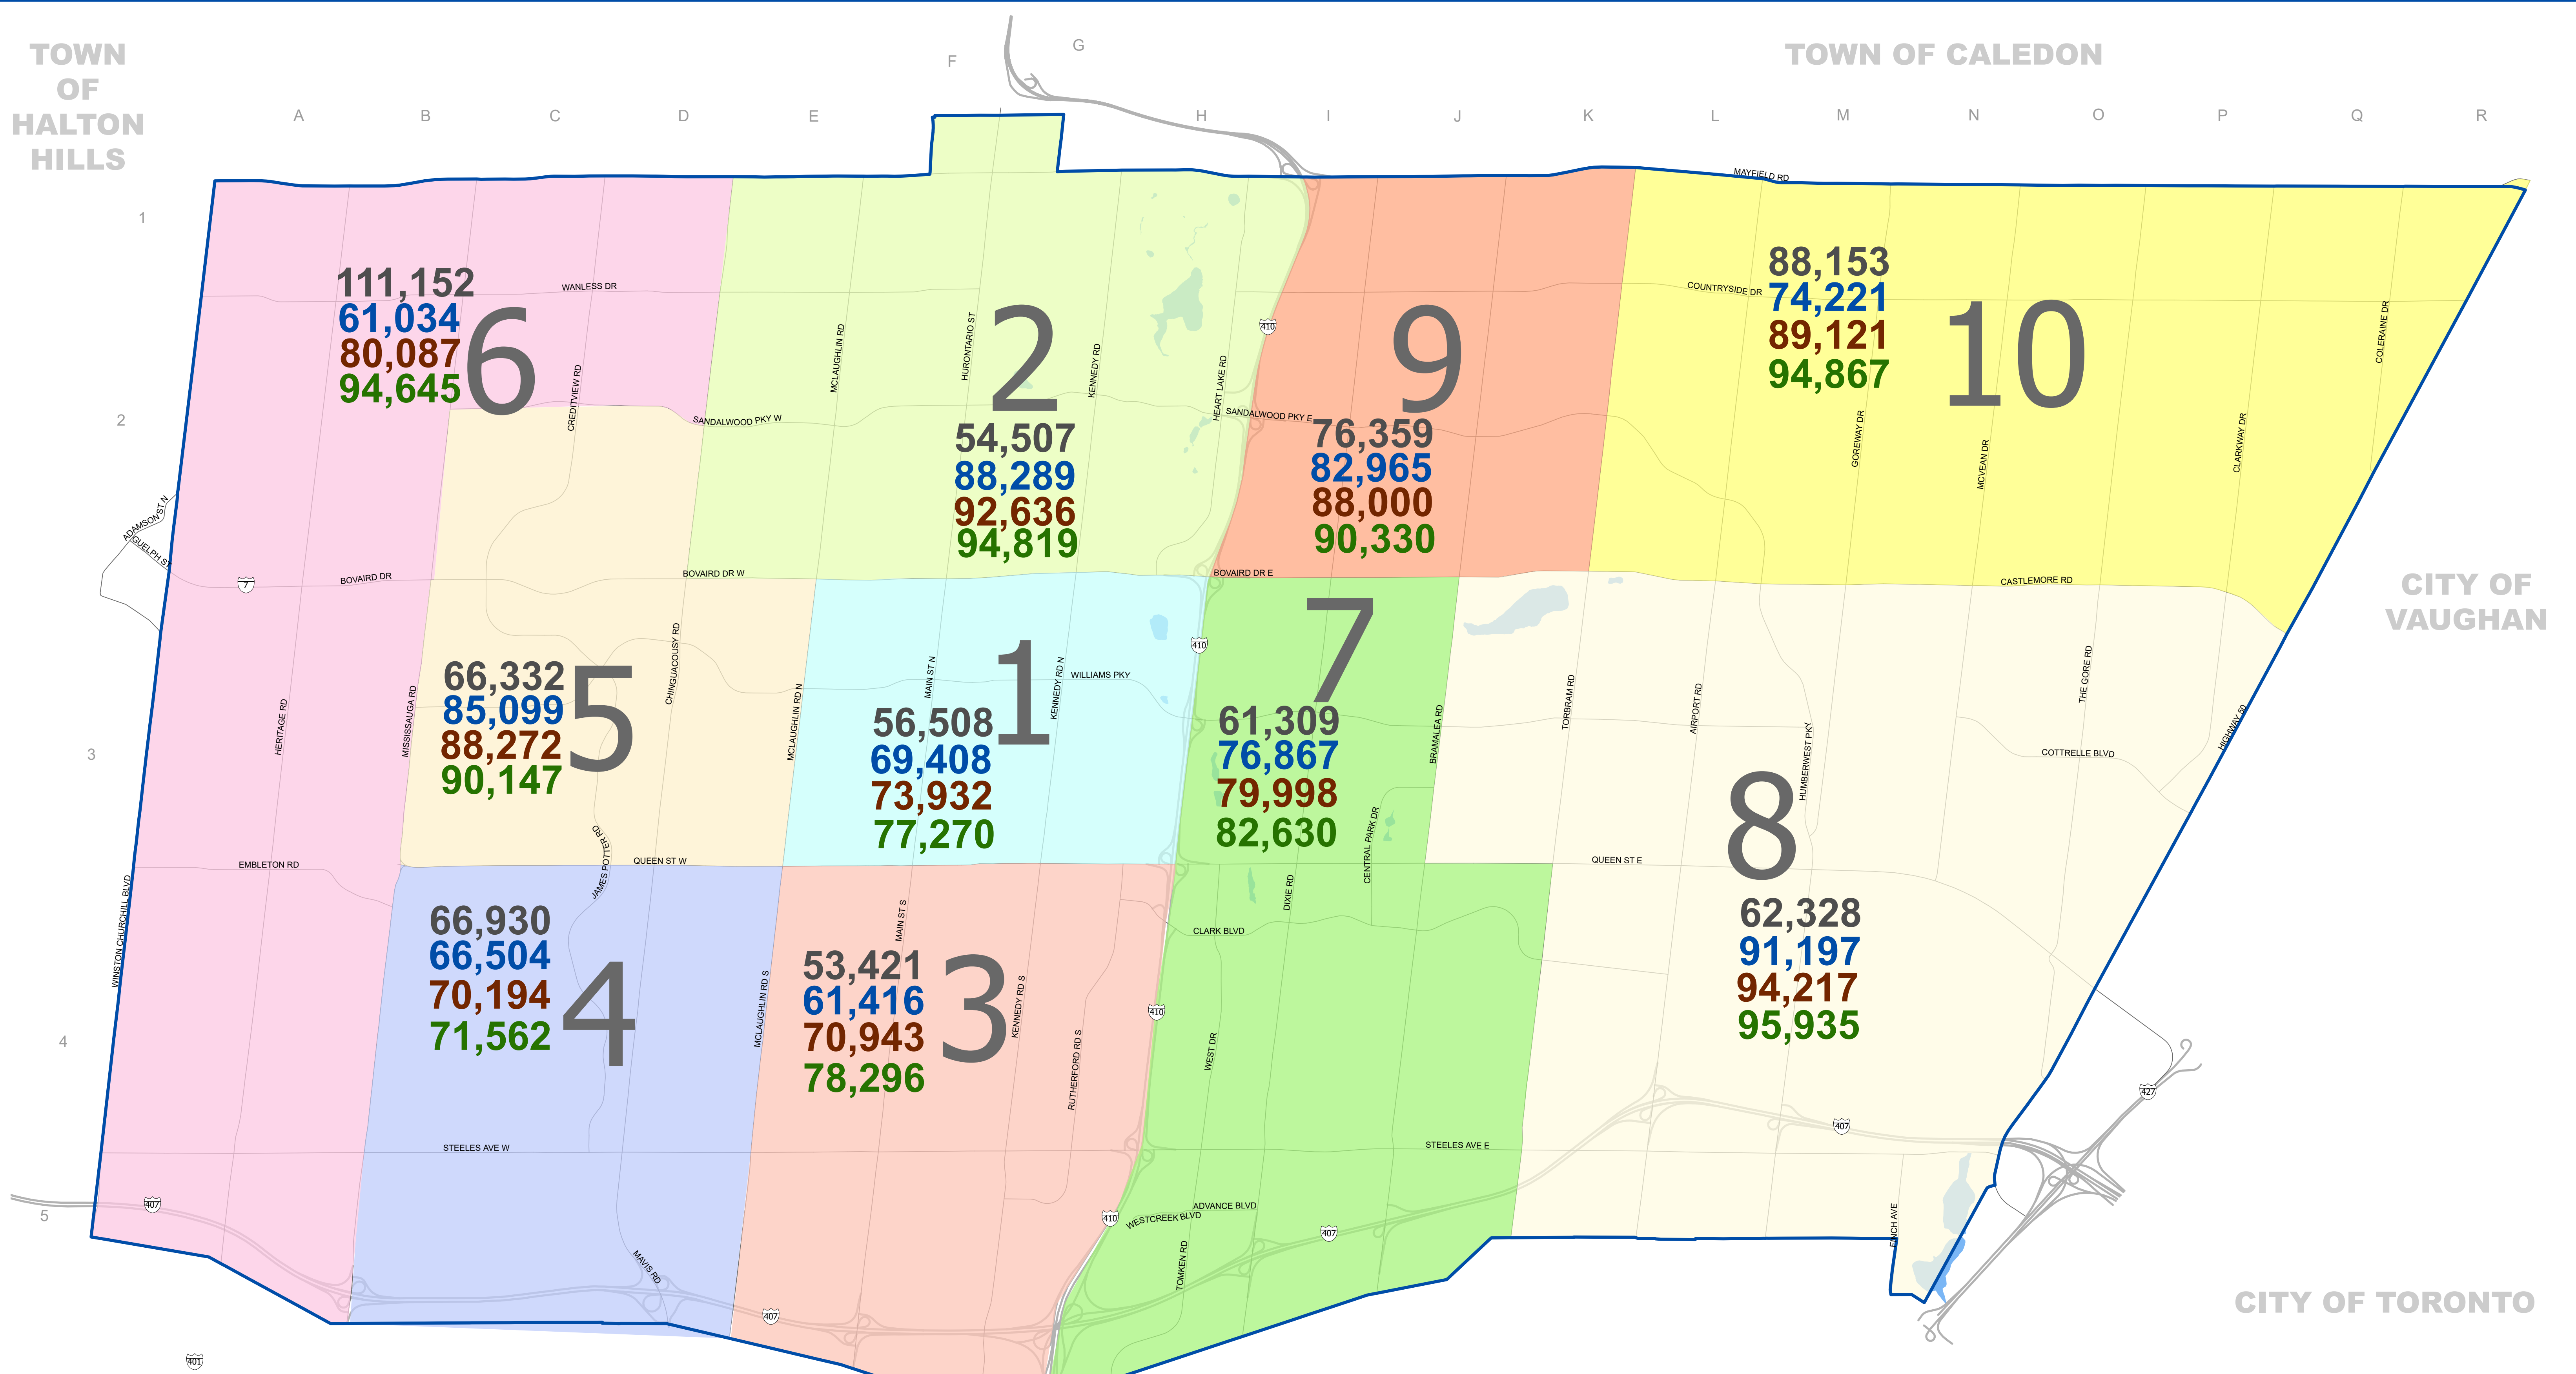 TOWN
OF
HALTON
HILLS
TOWN OF CALEDON
F
G
A
B
C
D
E
H
I
J
K
L
M
N
O
P
Q
R
1
2
3
4
5
MAYFIELD RD
111,152
61,034
80,087
94,645
6
WANLESS DR
CREDITVIEW RD
SANDALWOOD PKY W
MCLAUGHLIN RD
HURONTARIO ST
2
KENNEDY RD
54,507
88,289
92,636
94,819
HEART LAKE RD
410
SANDALWOOD PKY E
9
76,359
82,965
88,000
90,330
88,153
74,221
89,121
94,867
10
COUNTRYSIDE DR
GOREWAY DR
MCVEAN DR
CLARKWAY DR
COLERAINE DR
ADAMSON ST N
GUELPH ST
7
BOVAIRD DR
BOVAIRD DR W
BOVAIRD DR E
CASTLEMORE RD
CITY OF
VAUGHAN
HERITAGE RD
MISSISSAUGA RD
66,332
85,099
88,272
90,147
5
CHINGUACOUSY RD
MCLAUGHLIN RD N
MAIN ST N
1
KENNEDY RD N
WILLIAMS PKY
56,508
69,408
73,932
77,270
410
7
61,309
76,867
79,998
82,630
CENTRAL PARK DR
BRAMALEA RD
TORBRAM RD
AIRPORT RD
HUMBERWEST PKY
8
THE GORE RD
COTTRELLE BLVD
HIGHWAY 50
EMBLETON RD
JAMES POTTER RD
QUEEN ST W
QUEEN ST E
WINSTON CHURCHILL BLVD
66,930
66,504
70,194
71,562
4
MCLAUGHLIN RD S
MAIN ST S
53,421
61,416
70,943
78,296
3
KENNEDY RD S
RUTHERFORD RD S
410
CLARK BLVD
DIXIE RD
WEST DR
62,328
91,197
94,217
95,935
427
407
STEELES AVE W
STEELES AVE E
407
MAVIS RD
407
410
WESTCREEK BLVD
ADVANCE BLVD
TOMKEN RD
407
FINCH AVE
CITY OF TORONTO
401